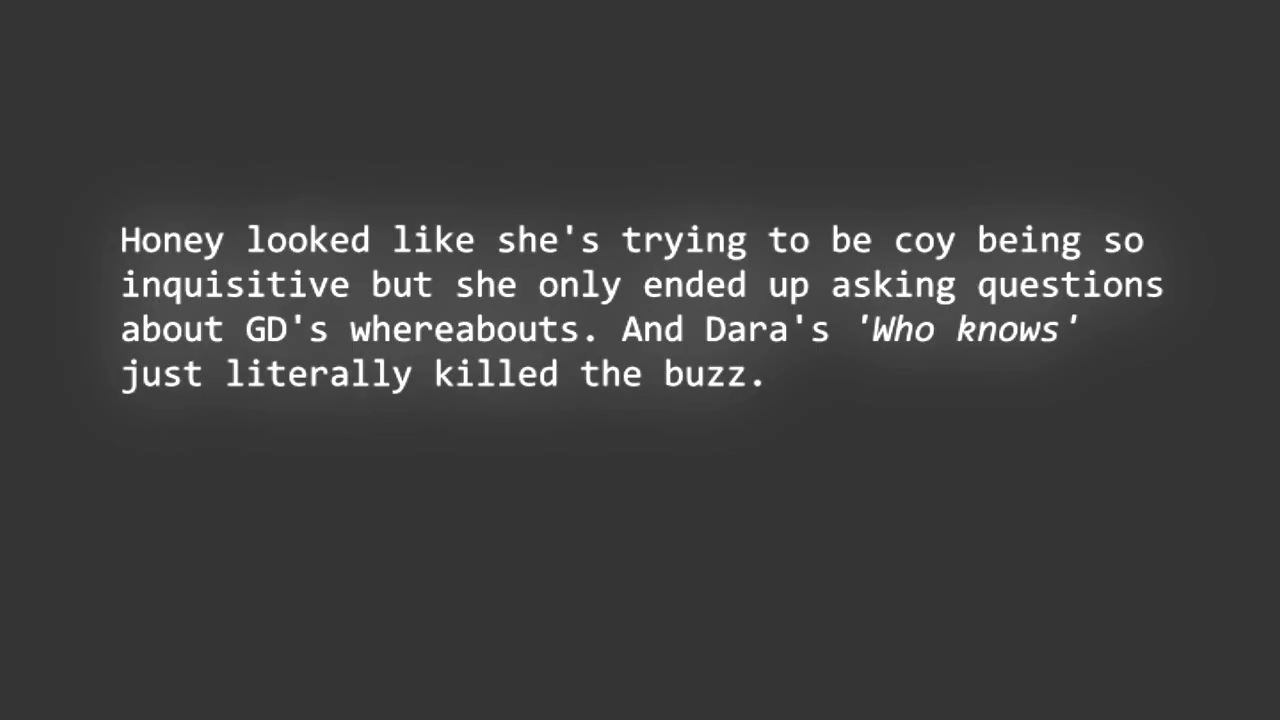 Honey looked like she's trying to be coy being so
inquisitive but she only ended up asking questions
about GD's whereabouts. And Dara's 'Who knows'
just literally killed the buzz.